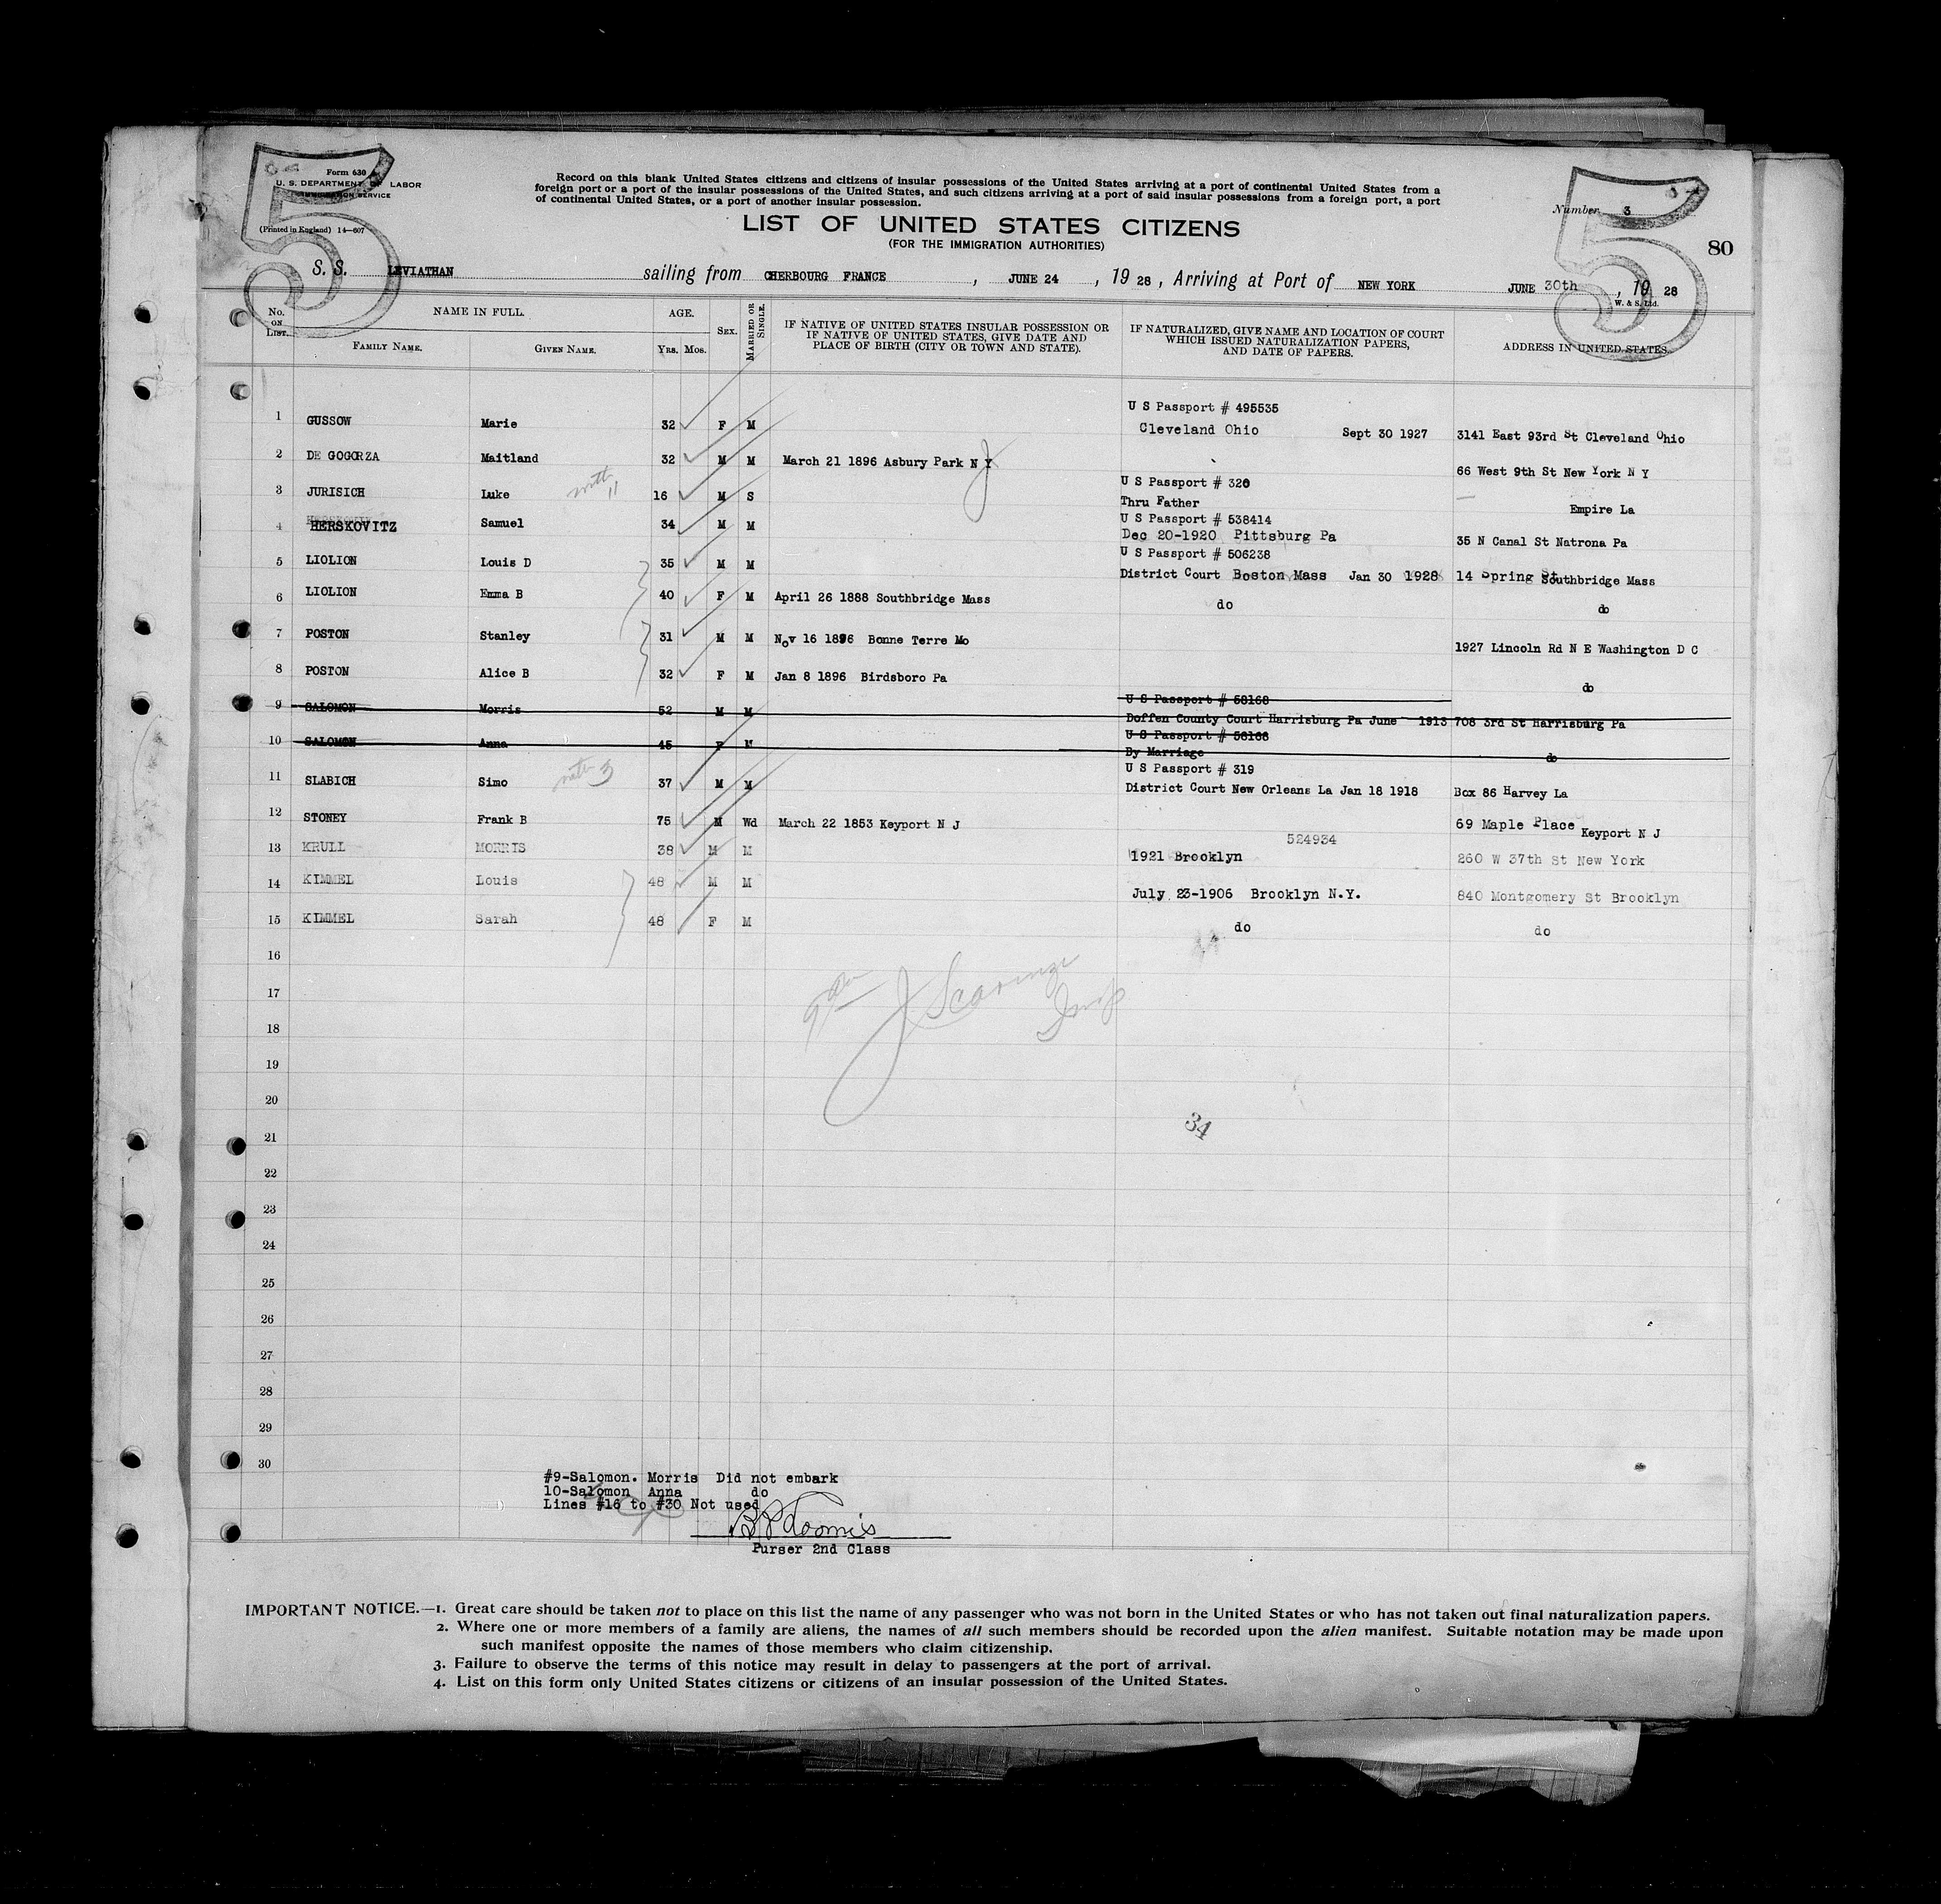 5
5
Form 630
U. S. DEPARTMENT OF LABOR
IMMIGRATION SERVICE
(Printed in England) 14—607
Record on this blank United States citizens and citizens of insular possessions of the United States arriving at a port of continental United States from a
foreign port or a port of the insular possessions of the United States, and such citizens arriving at a port of said insular possessions from a foreign port, a port
of continental United States, or a port of another insular possession.
Number 3
LIST OF UNITED STATES CITIZENS
(FOR THE IMMIGRATION AUTHORITIES)
80
S. S. LEVIATHAN sailing from CHERBOURG FRANCE, JUNE 24, 19 28, Arriving at Port of NEW YORK JUNE 30th, 19 28
W. & S. Ltd.
No. ON LIST. NAME IN FULL. FAMILY NAME. GIVEN NAME. AGE. YRS. MOS. SEX. MARRIED OR SINGLE. IF NATIVE OF UNITED STATES INSULAR POSSESSION OR IF NATIVE OF UNITED STATES, GIVE DATE AND PLACE OF BIRTH (CITY OR TOWN AND STATE). IF NATURALIZED, GIVE NAME AND LOCATION OF COURT WHICH ISSUED NATURALIZATION PAPERS, AND DATE OF PAPERS. ADDRESS IN UNITED STATES.
U S Passport # 495535
1 GUSSOW Marie 32 F M Cleveland Ohio Sept 30 1927 3141 East 93rd St Cleveland Ohio
2 DE GOGORZA Maitland 32 M M March 21 1896 Asbury Park N Y 66 West 9th St New York N Y
U S Passport # 320
3 JURISICH Luke with 11 16 M S Thru Father Empire La
U S Passport # 538414
4 HERSKOVITZ Samuel 34 M M Dec 20-1920 Pittsburg Pa 35 N Canal St Natrona Pa
U S Passport # 506238
5 LIOLION Louis D 35 M M District Court Boston Mass Jan 30 1928 14 Spring St Southbridge Mass
6 LIOLION Emma B 40 F M April 26 1888 Southbridge Mass do do
7 POSTON Stanley 31 M M Nov 16 1896 Bonne Terre Mo 1927 Lincoln Rd N E Washington D C
8 POSTON Alice B 32 F M Jan 8 1896 Birdsboro Pa do
U S Passport # 58168
9 SALOMON Morris 52 M M Doffen County Court Harrisburg Pa June 1913 708 3rd St Harrisburg Pa
U S Passport # 58168
10 SALOMON Anna 45 F M By Marriage do
U S Passport # 319
11 SLABICH Simo with 3 37 M M District Court New Orleans La Jan 18 1918 Box 86 Harvey La
12 STONEY Frank B 75 M Wd March 22 1853 Keyport N J 69 Maple Place Keyport N J
524934
13 KRULL MORRIS 38 M M 1921 Brooklyn 260 W 37th St New York
14 KIMMEL Louis 48 M M July 23-1906 Brooklyn N.Y. 840 Montgomery St Brooklyn
15 KIMMEL Sarah 48 F M do do
16
J Scarinzi
Insp
17
18
19
20
34
21
22
23
24
25
26
27
28
29
30
#9-Salomon. Morris Did not embark
10-Salomon Anna do
Lines #16 to #30 Not used
Loomis
Purser 2nd Class
IMPORTANT NOTICE.—1. Great care should be taken not to place on this list the name of any passenger who was not born in the United States or who has not taken out final naturalization papers.
2. Where one or more members of a family are aliens, the names of all such members should be recorded upon the alien manifest. Suitable notation may be made upon
such manifest opposite the names of those members who claim citizenship.
3. Failure to observe the terms of this notice may result in delay to passengers at the port of arrival.
4. List on this form only United States citizens or citizens of an insular possession of the United States.